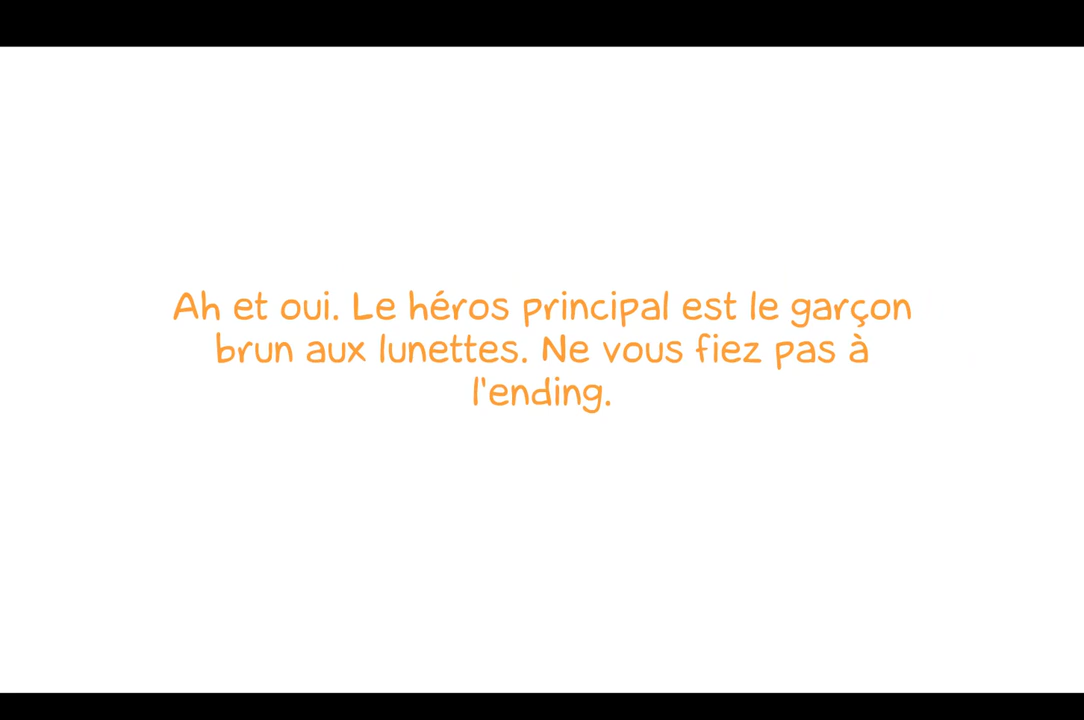 Ah et oui. Le héros principal est le garçon
brun aux lunettes. Ne vous fiez pas à
l'ending.